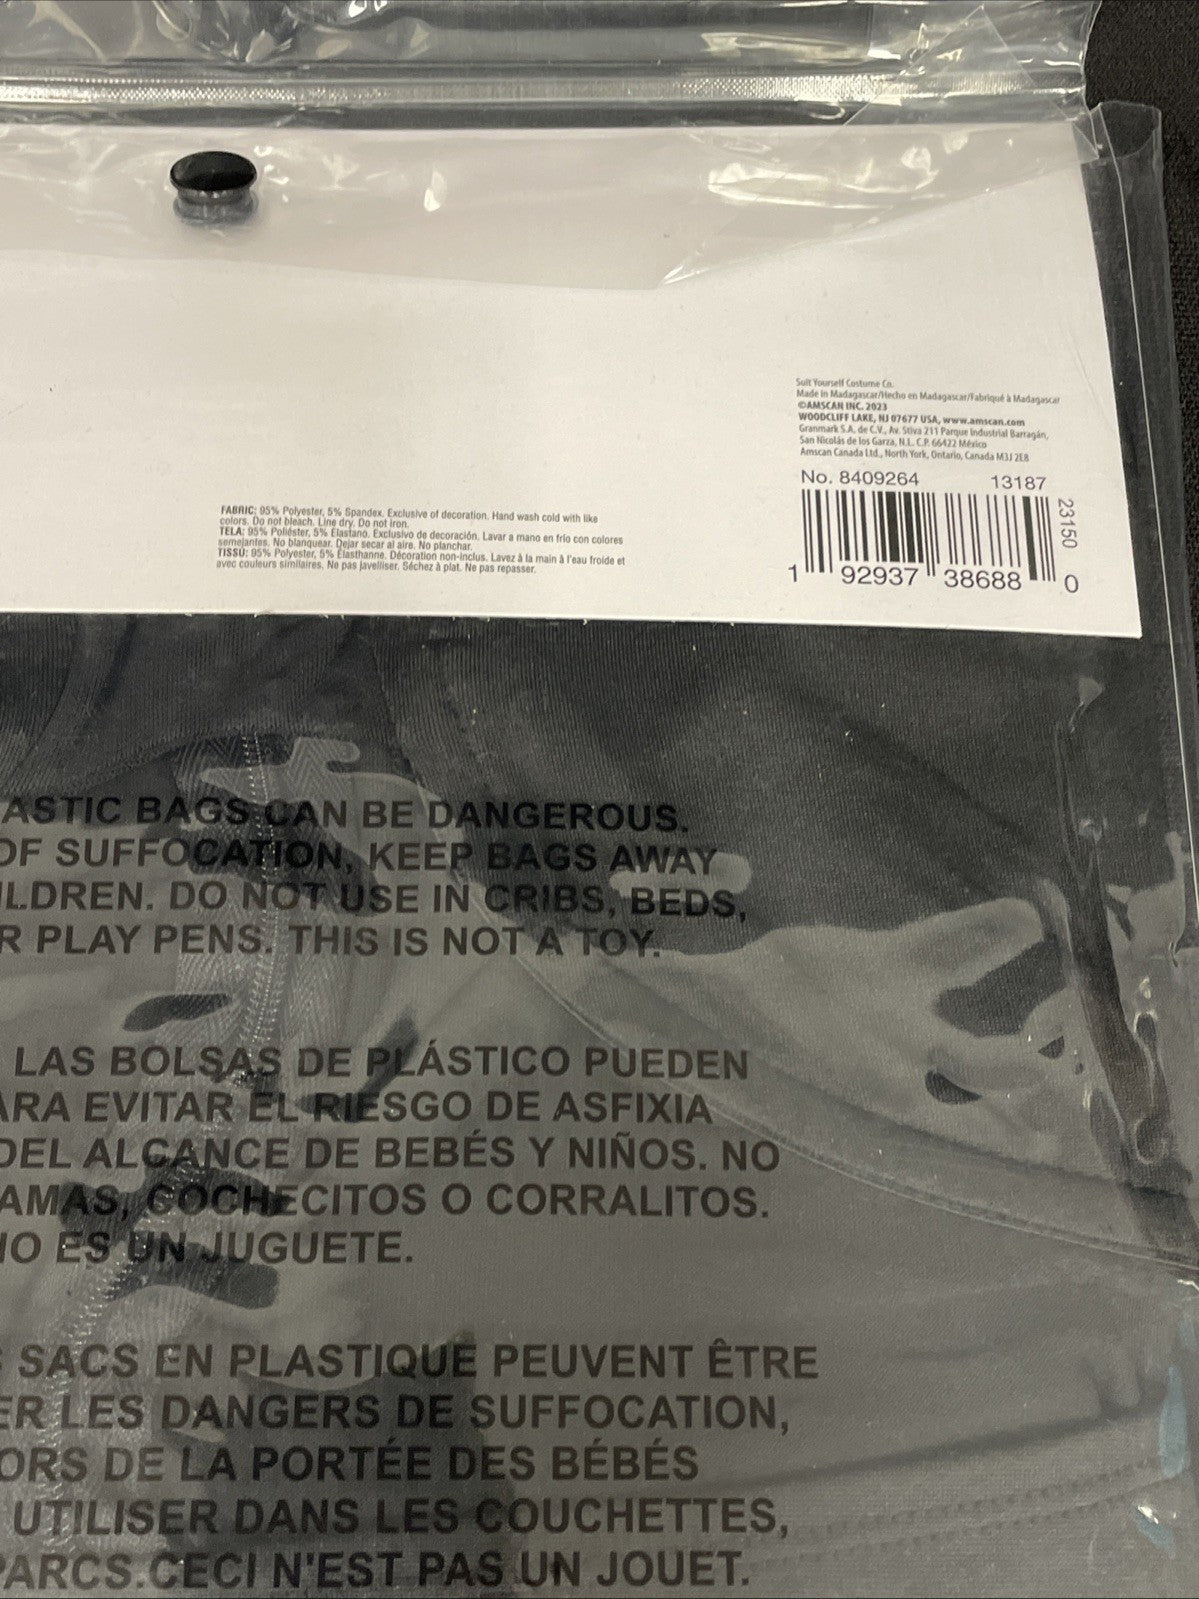 Suit Yourself Costume Co.
Made in Madagascar/Hecho en Madagascar/Fabriqué à Madagascar
©AMSCAN INC. 2023
WOODCLIFF LAKE, NJ 07677 USA, www.amscan.com
Granmark S.A. de C.V., Av. Stiva 211 Parque Industrial Barragán,
San Nicolás de los Garza, N.L. C.P. 66422 México
Amscan Canada Ltd., North York, Ontario, Canada M3J 2E8
No. 8409264 13187
23150
1 92937 38688 0
FABRIC: 95% Polyester, 5% Spandex. Exclusive of decoration. Hand wash cold with like
colors. Do not bleach. Line dry. Do not iron.
TELA: 95% Poliéster, 5% Elastano. Exclusivo de decoración. Lavar a mano en frío con colores
semejantes. No blanquear. Dejar secar al aire. No planchar.
TISSU: 95% Polyester, 5% Élasthanne. Décoration non-inclus. Lavez à la main à l'eau froide et
avec couleurs similaires. Ne pas javelliser. Séchez à plat. Ne pas repasser.
ASTIC BAGS CAN BE DANGEROUS.
OF SUFFOCATION, KEEP BAGS AWAY
ILDREN. DO NOT USE IN CRIBS, BEDS,
R PLAY PENS. THIS IS NOT A TOY.
LAS BOLSAS DE PLÁSTICO PUEDEN
ARA EVITAR EL RIESGO DE ASFIXIA
DEL ALCANCE DE BEBÉS Y NIÑOS. NO
AMAS, COCHECITOS O CORRALITOS.
NO ES UN JUGUETE.
SACS EN PLASTIQUE PEUVENT ÊTRE
ER LES DANGERS DE SUFFOCATION,
ORS DE LA PORTÉE DES BÉBÉS
UTILISER DANS LES COUCHETTES,
PARCS.CECI N'EST PAS UN JOUET.